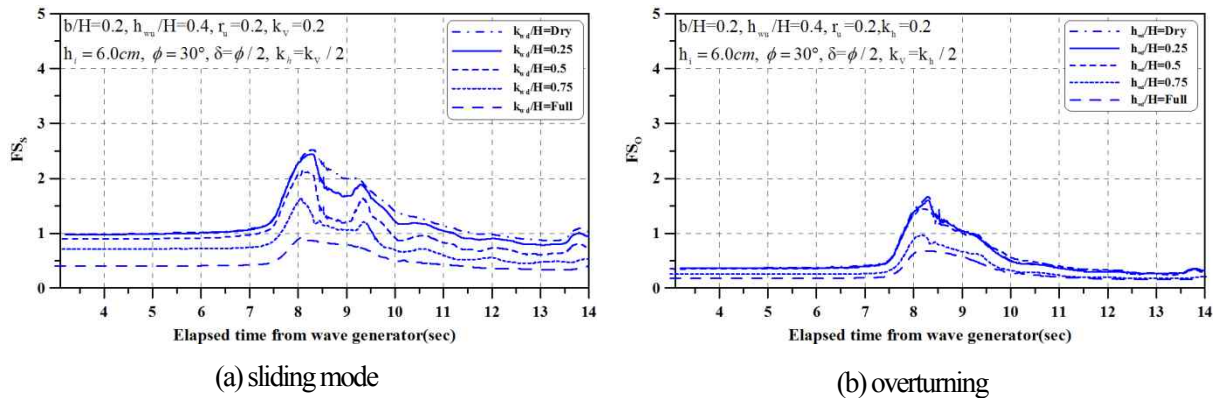 b/H=0.2, h_wu/H=0.4, r_u=0.2, k_V=0.2
h_i = 6.0cm, ϕ = 30°, δ=ϕ/2, k_h=k_V/2
k_wd/H=Dry
k_wd/H=0.25
k_wd/H=0.5
k_wd/H=0.75
k_wd/H=Full
FS_S
5
4
3
2
1
0
4 5 6 7 8 9 10 11 12 13 14
Elapsed time from wave generator(sec)
(a) sliding mode
b/H=0.2, h_wu/H=0.4, r_u=0.2,k_h=0.2
h_i = 6.0cm, ϕ = 30°, δ=ϕ/2, k_V=k_h/2
h_wd/H=Dry
h_wd/H=0.25
h_wd/H=0.5
h_wd/H=0.75
h_wd/H=Full
FS_O
5
4
3
2
1
0
4 5 6 7 8 9 10 11 12 13 14
Elapsed time from wave generator(sec)
(b) overturning